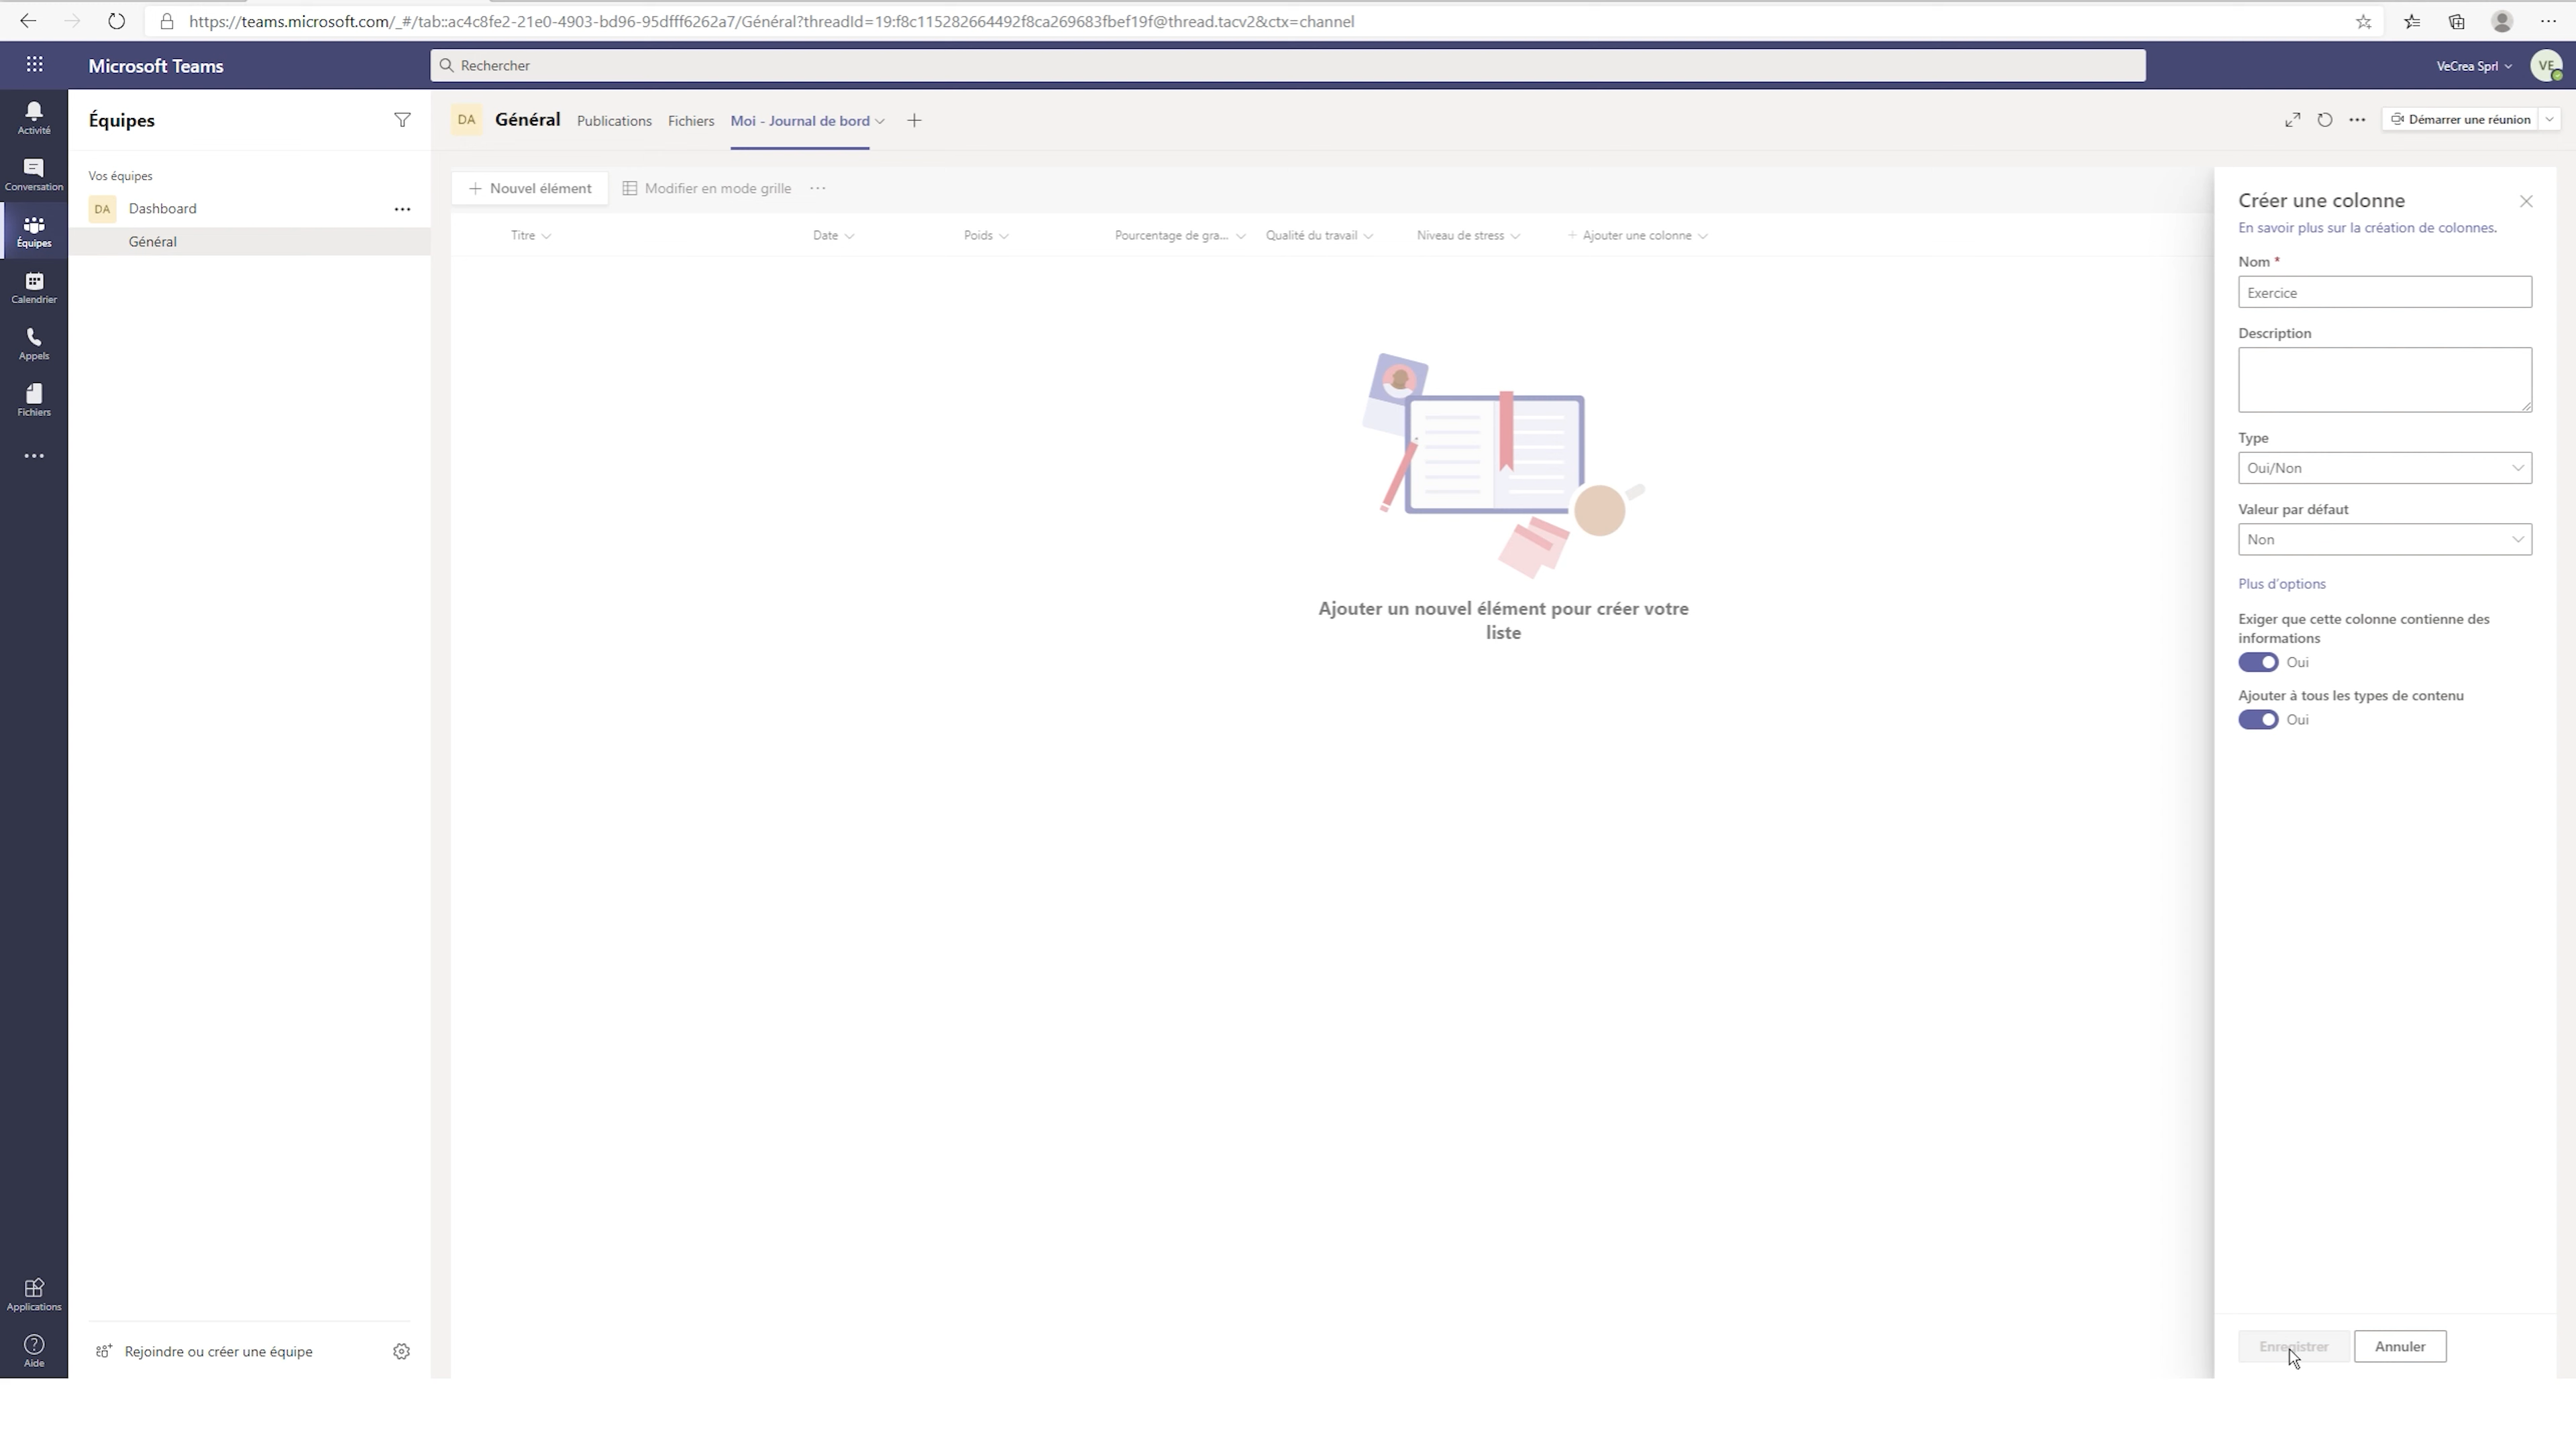 https://teams.microsoft.com/_#/tab::ac4c8fe2-21e0-4903-bd96-95dfff6262a7/Général?threadId=19:f8c115282664492f8ca269683fbef19f@thread.tacv2&ctx=channel
Microsoft Teams
Rechercher
VeCrea Sprl
VE
Activité
Conversation
Équipes
Calendrier
Appels
Fichiers
Applications
Aide
Équipes
Vos équipes
DA Dashboard
Général
Rejoindre ou créer une équipe
DA Général Publications Fichiers Moi - Journal de bord
Démarrer une réunion
Nouvel élément Modifier en mode grille
Titre Date Poids Pourcentage de gra... Qualité du travail Niveau de stress + Ajouter une colonne
Ajouter un nouvel élément pour créer votre
liste
Créer une colonne
En savoir plus sur la création de colonnes.
Nom *
Exercice
Description
Type
Oui/Non
Valeur par défaut
Non
Plus d'options
Exiger que cette colonne contienne des
informations
Oui
Ajouter à tous les types de contenu
Oui
Enregistrer Annuler